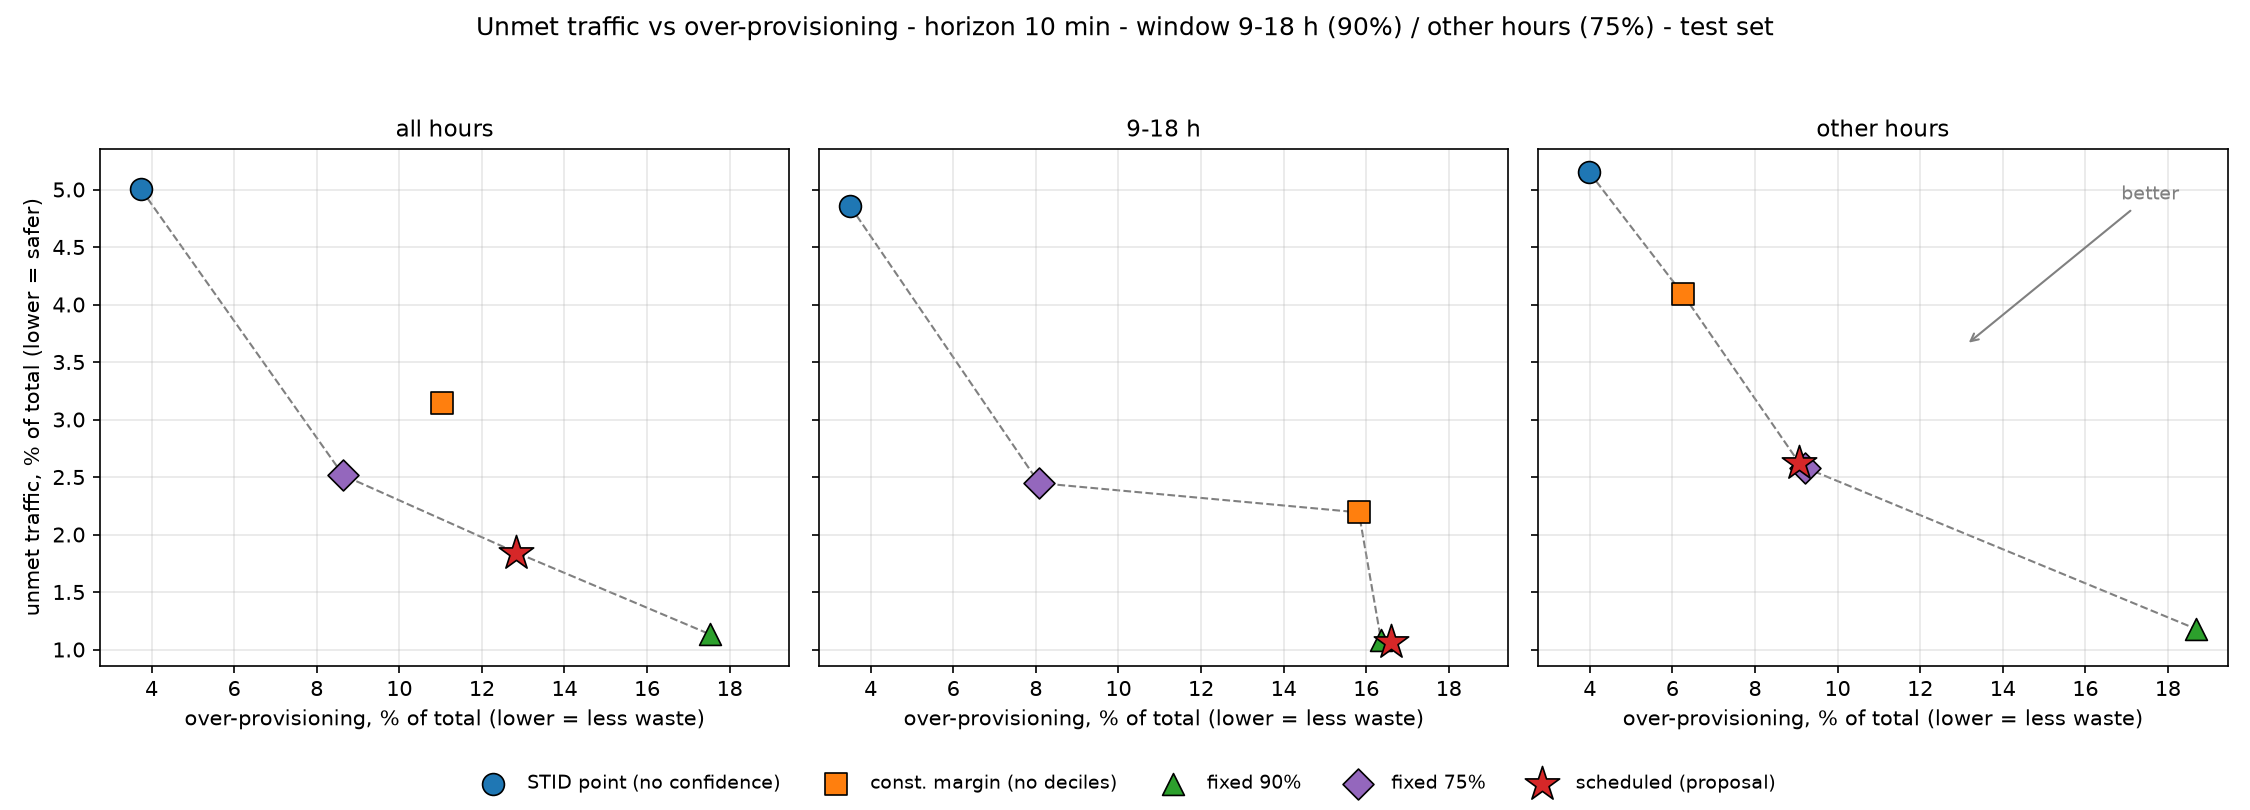 Unmet traffic vs over-provisioning - horizon 10 min - window 9-18 h (90%) / other hours (75%) - test set
all hours
9-18 h
other hours
unmet traffic, % of total (lower = safer)
5.0
4.5
4.0
3.5
3.0
2.5
2.0
1.5
1.0
better
4 6 8 10 12 14 16 18
4 6 8 10 12 14 16 18
4 6 8 10 12 14 16 18
over-provisioning, % of total (lower = less waste)
over-provisioning, % of total (lower = less waste)
over-provisioning, % of total (lower = less waste)
STID point (no confidence)
const. margin (no deciles)
fixed 90%
fixed 75%
scheduled (proposal)